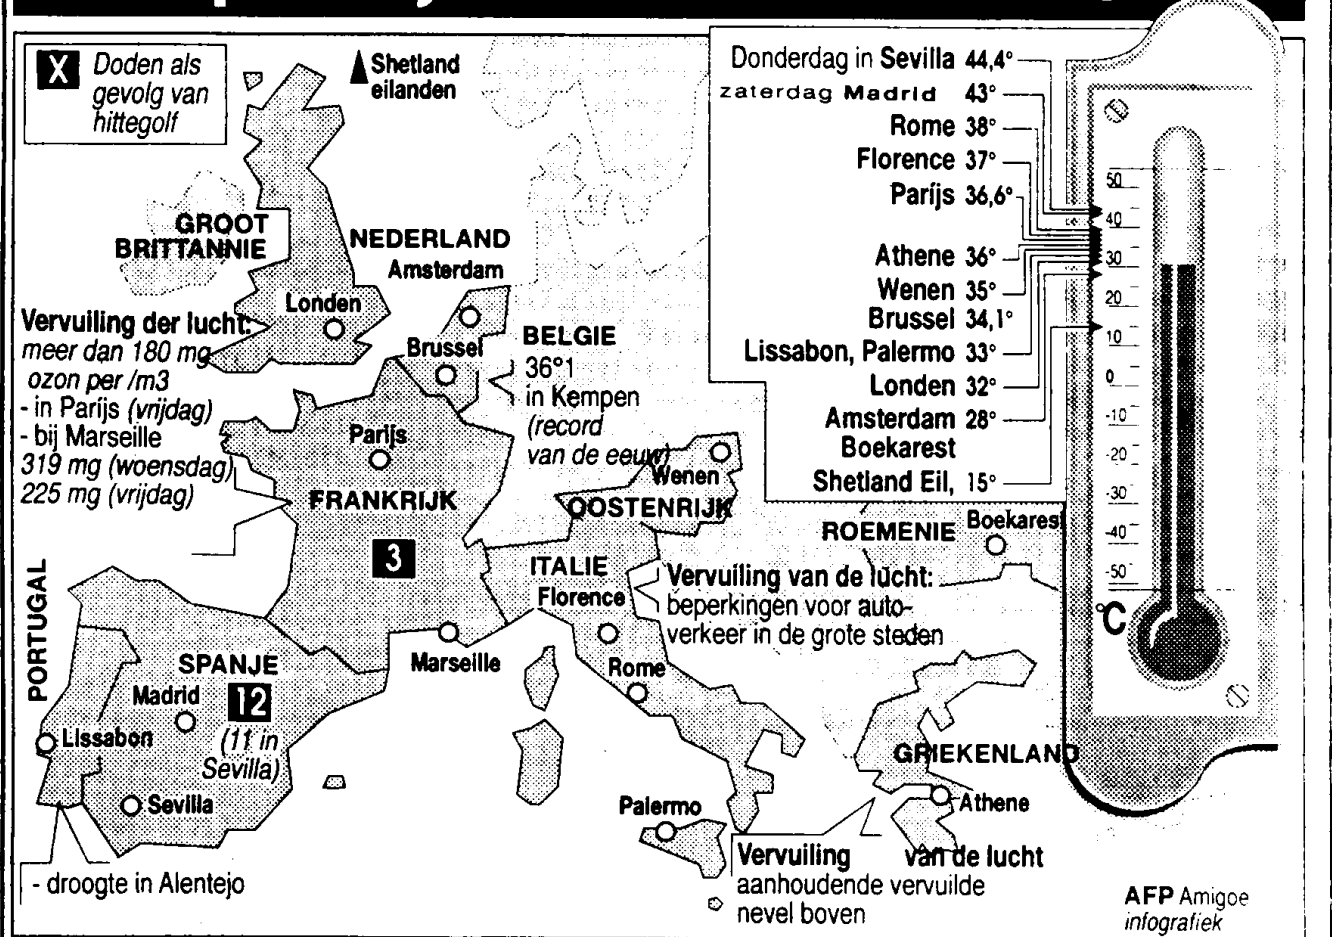 X Doden als
gevolg van
hittegolf
Shetland
eilanden
Donderdag in Sevilla 44,4°
zaterdag Madrid 43°
Rome 38°
Florence 37°
Parijs 36,6°
Athene 36°
Wenen 35°
Brussel 34,1°
Lissabon, Palermo 33°
Londen 32°
Amsterdam 28°
Boekarest
Shetland Eil, 15°
50
40
30
20
10
0
-10
-20
-30
-40
-50
°C
GROOT
BRITTANNIE
Londen
NEDERLAND
Amsterdam
Brussel
BELGIE
36°1
in Kempen
(record
van de eeuw)
Vervuiling der lucht:
meer dan 180 mg
ozon per /m3
- in Parijs (vrijdag)
- bij Marseille
319 mg (woensdag)
225 mg (vrijdag)
Parijs
FRANKRIJK
3
Marseille
Wenen
OOSTENRIJK
ROEMENIE
Boekarest
ITALIE
Florence
Rome
Palermo
Vervuiling van de lucht:
beperkingen voor auto-
verkeer in de grote steden
PORTUGAL
Lissabon
SPANJE
Madrid
12
(11 in
Sevilla)
Sevilla
- droogte in Alentejo
GRIEKENLAND
Athene
Vervuiling van de lucht
aanhoudende vervuilde
nevel boven
AFP Amigoe
infografiek